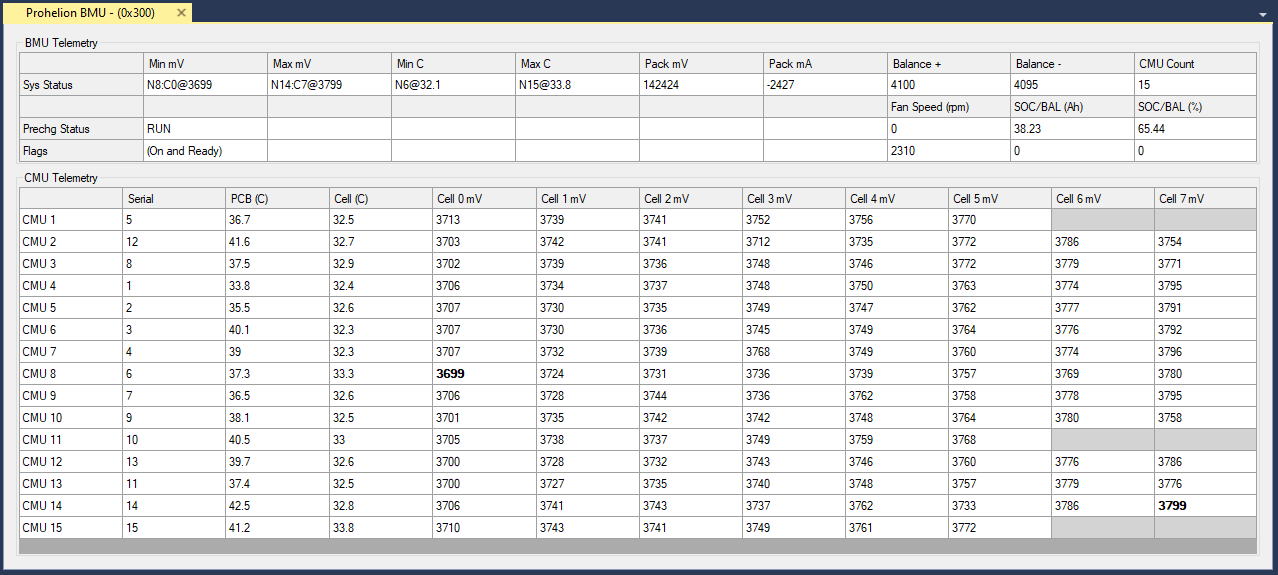 Prohelion BMU - (0x300)
BMU Telemetry
Min mV Max mV Min C Max C Pack mV Pack mA Balance + Balance - CMU Count
Sys Status N8:C0@3699 N14:C7@3799 N6@32.1 N15@33.8 142424 -2427 4100 4095 15
Fan Speed (rpm) SOC/BAL (Ah) SOC/BAL (%)
Prechg Status RUN 0 38.23 65.44
Flags (On and Ready) 2310 0 0
CMU Telemetry
Serial PCB (C) Cell (C) Cell 0 mV Cell 1 mV Cell 2 mV Cell 3 mV Cell 4 mV Cell 5 mV Cell 6 mV Cell 7 mV
CMU 1 5 36.7 32.5 3713 3739 3741 3752 3756 3770
CMU 2 12 41.6 32.7 3703 3742 3741 3712 3735 3772 3786 3754
CMU 3 8 37.5 32.9 3702 3739 3736 3748 3746 3772 3779 3771
CMU 4 1 33.8 32.4 3706 3734 3737 3748 3750 3763 3774 3795
CMU 5 2 35.5 32.6 3707 3730 3735 3749 3747 3762 3777 3791
CMU 6 3 40.1 32.3 3707 3730 3736 3745 3749 3764 3776 3792
CMU 7 4 39 32.3 3707 3732 3739 3768 3749 3760 3774 3796
CMU 8 6 37.3 33.3 3699 3724 3731 3736 3739 3757 3769 3780
CMU 9 7 36.5 32.6 3706 3728 3744 3736 3762 3758 3778 3795
CMU 10 9 38.1 32.5 3701 3735 3742 3742 3748 3764 3780 3758
CMU 11 10 40.5 33 3705 3738 3737 3749 3759 3768
CMU 12 13 39.7 32.6 3700 3728 3732 3743 3746 3760 3776 3786
CMU 13 11 37.4 32.5 3700 3727 3735 3740 3748 3757 3779 3776
CMU 14 14 42.5 32.8 3706 3741 3743 3737 3762 3733 3786 3799
CMU 15 15 41.2 33.8 3710 3743 3741 3749 3761 3772